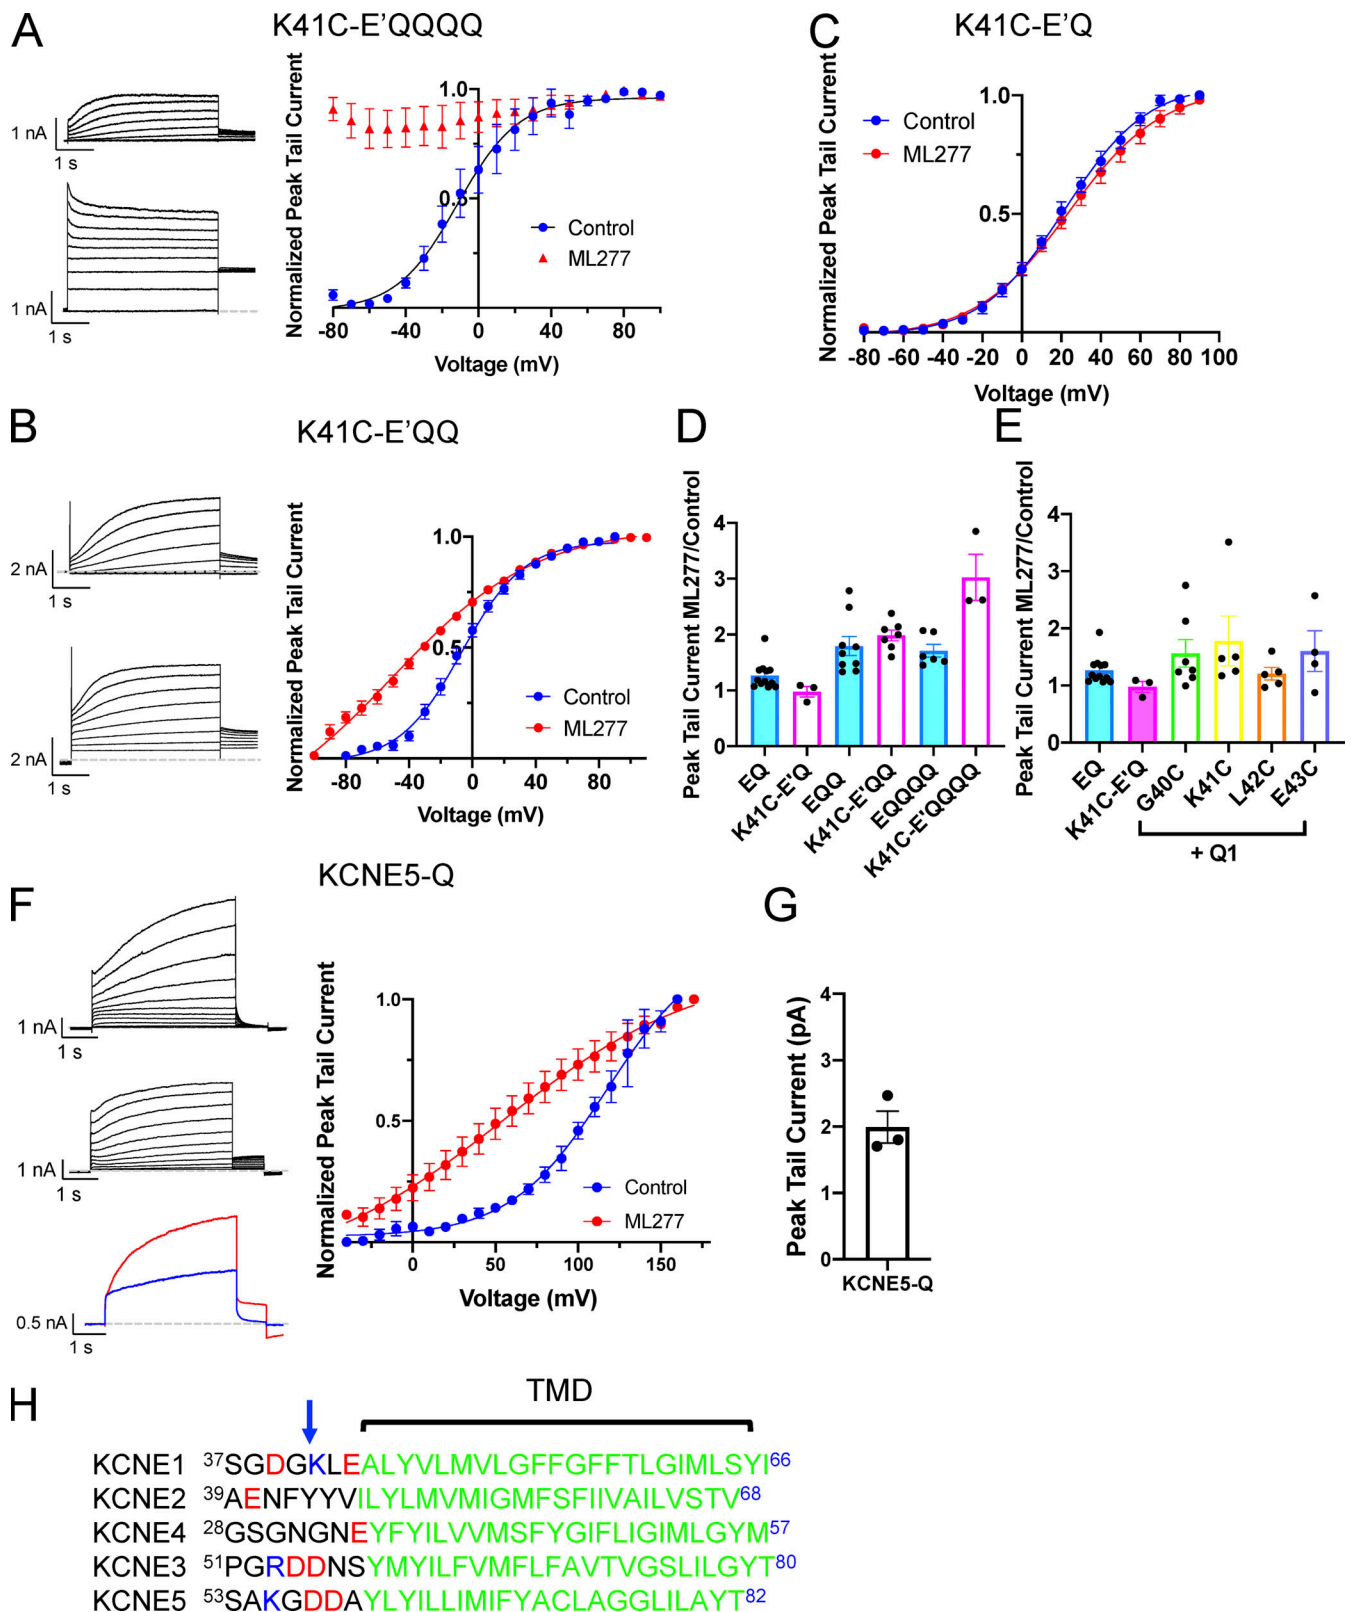 A
K41C-E'QQQQ
1 nA
1 s
1 nA
1 s
Normalized Peak Tail Current
1.0
0.5
Control
ML277
-80 -40 0 40 80
Voltage (mV)
C
K41C-E'Q
Normalized Peak Tail Current
1.0
0.5
Control
ML277
-80 -60 -40 -20 0 20 40 60 80 100
Voltage (mV)
B
K41C-E'QQ
2 nA
1 s
2 nA
1 s
Normalized Peak Tail Current
1.0
0.5
Control
ML277
-80 -40 0 40 80
Voltage (mV)
D
Peak Tail Current ML277/Control
4
3
2
1
0
EQ
K41C-E'Q
EQQ
K41C-E'QQ
EQQQQ
K41C-E'QQQQ
E
Peak Tail Current ML277/Control
4
3
2
1
0
EQ
K41C-E'Q
G40C
K41C
L42C
E43C
+ Q1
F
KCNE5-Q
1 nA
1 s
1 nA
1 s
0.5 nA
1 s
Normalized Peak Tail Current
1.0
0.5
Control
ML277
0 50 100 150
Voltage (mV)
G
Peak Tail Current (pA)
4
3
2
1
0
KCNE5-Q
H
TMD
KCNE1 37SGDGKLEALYVLMVLGFFGFFTLGIMLSYI66
KCNE2 39AENFYYVILYLMVMIGMFSFIIVAILVSTV68
KCNE4 28GSGNGNEYFYILVVMSFYGIFLIGIMLGYM57
KCNE3 51PGRDDNSYMYILFVMFLFAVTVGSLILGYT80
KCNE5 53SAKGDDAYLYILLIMIFYACLAGGLILAYT82